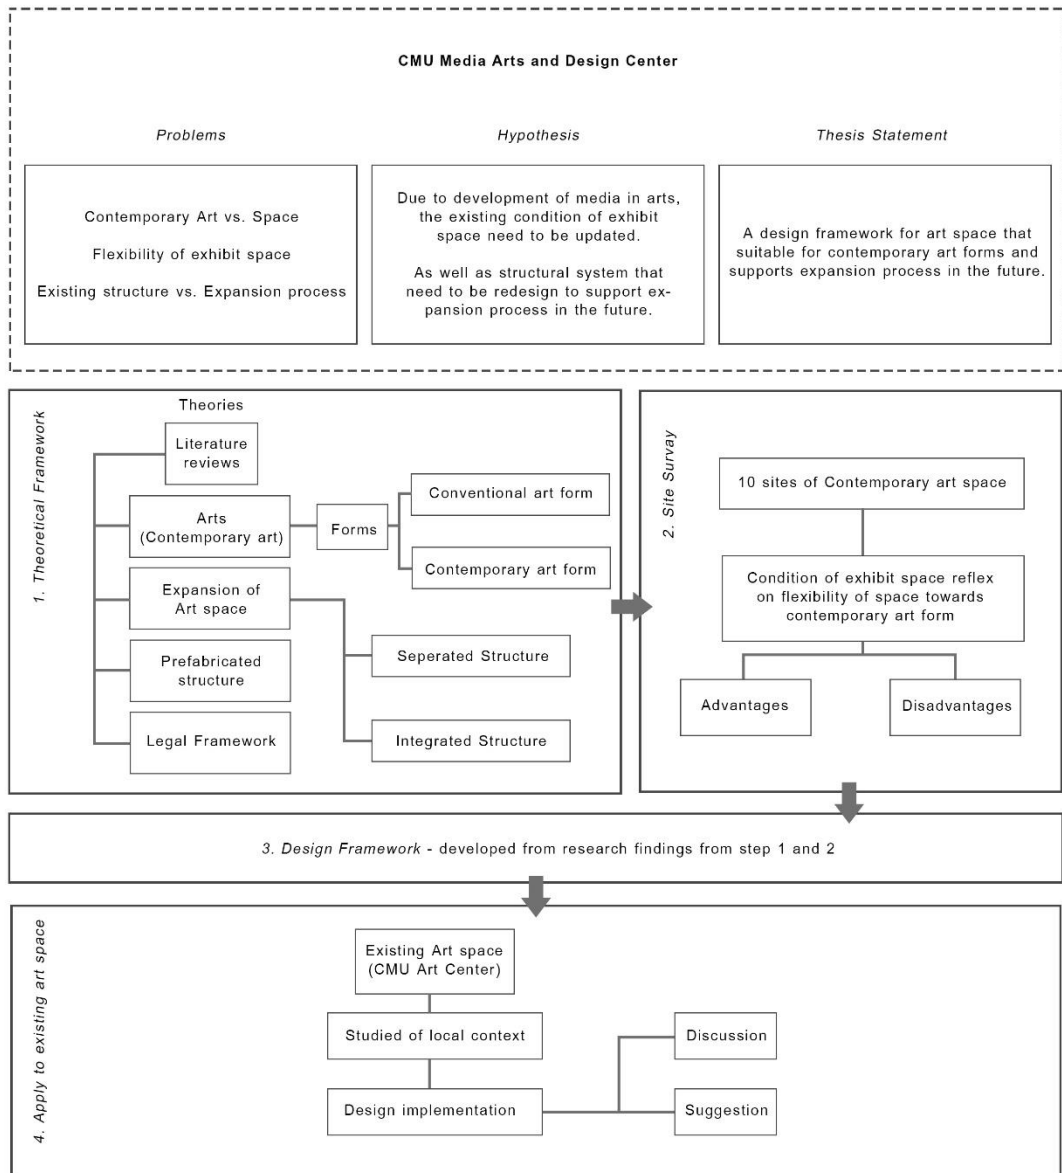 CMU Media Arts and Design Center
Problems
Contemporary Art vs. Space
Flexibility of exhibit space
Existing structure vs. Expansion process
Hypothesis
Due to development of media in arts,
the existing condition of exhibit
space need to be updated.
As well as structural system that
need to be redesign to support ex-
pansion process in the future.
Thesis Statement
A design framework for art space that
suitable for contemporary art forms and
supports expansion process in the future.
1. Theoretical Framework
Theories
Literature
reviews
Arts
(Contemporary art)
Forms
Conventional art form
Contemporary art form
Expansion of
Art space
Seperated Structure
Integrated Structure
Prefabricated
structure
Legal Framework
2. Site Survay
10 sites of Contemporary art space
Condition of exhibit space reflex
on flexibility of space towards
contemporary art form
Advantages
Disadvantages
3. Design Framework - developed from research findings from step 1 and 2
4. Apply to existing art space
Existing Art space
(CMU Art Center)
Studied of local context
Design implementation
Discussion
Suggestion